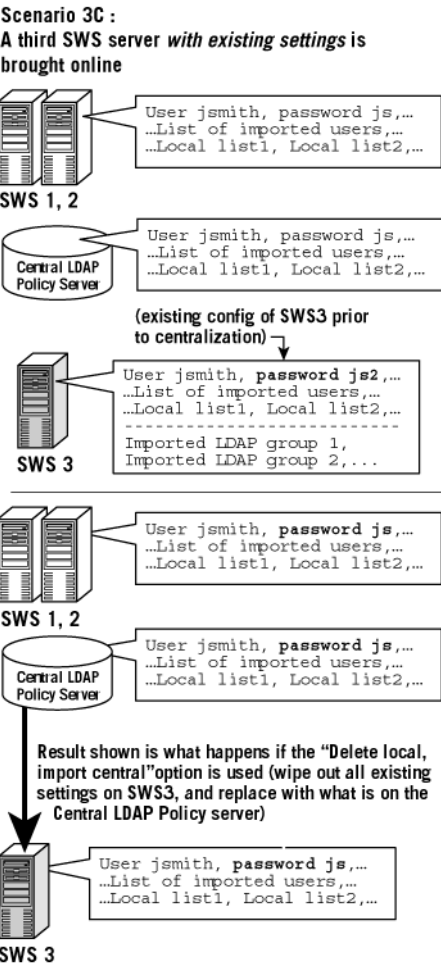 Scenario 3C :
A third SWS server with existing settings is
brought online
User jsmith, password js,…
…List of imported users,…
…Local list1, Local list2,…
SWS 1, 2
User jsmith, password js,…
…List of imported users,…
…Local list1, Local list2,…
Central LDAP
Policy Server
(existing config of SWS3 prior
to centralization)
User jsmith, password js2,…
…List of imported users,…
…Local list1, Local list2,…
---------------------------
Imported LDAP group 1,
Imported LDAP group 2,...
SWS 3
User jsmith, password js,…
…List of imported users,…
…Local list1, Local list2,…
SWS 1, 2
User jsmith, password js,…
…List of imported users,…
…Local list1, Local list2,…
Central LDAP
Policy Server
Result shown is what happens if the “Delete local,
import central”option is used (wipe out all existing
settings on SWS3, and replace with what is on the
Central LDAP Policy server)
User jsmith, password js,…
…List of imported users,…
…Local list1, Local list2,…
SWS 3